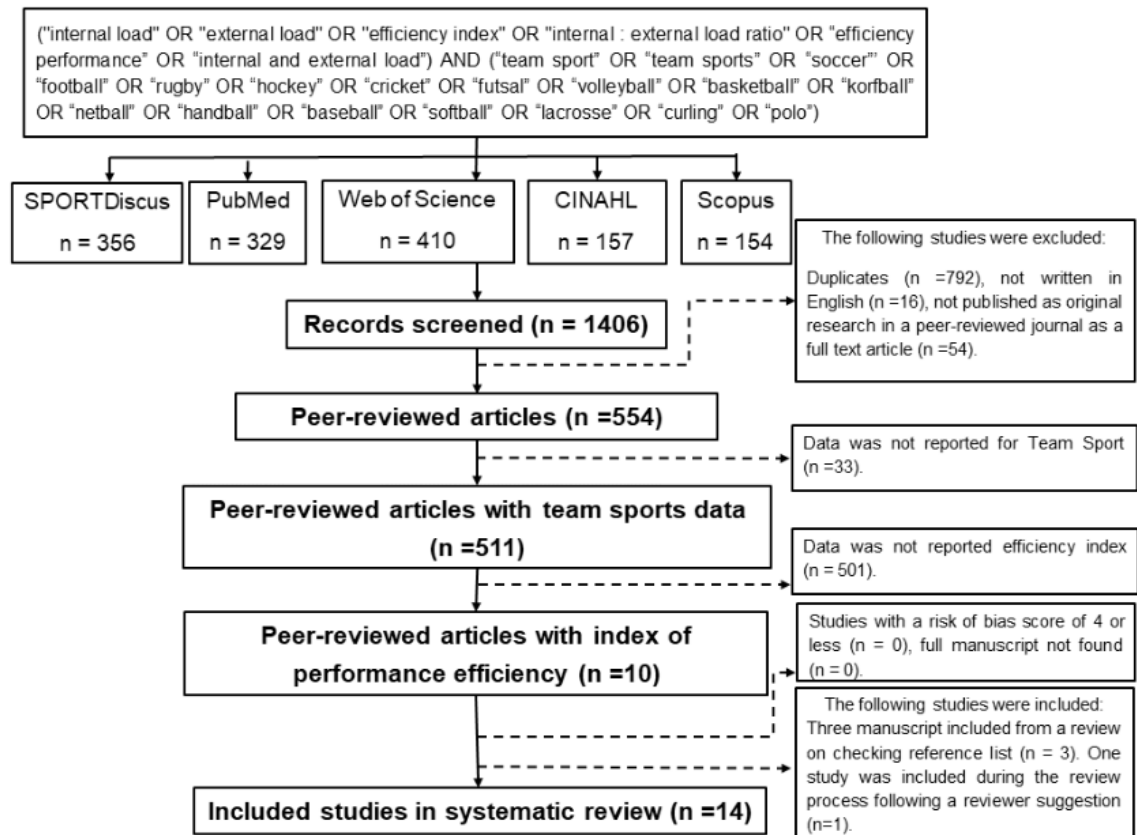 ("internal load" OR "external load" OR "efficiency index" OR "internal : external load ratio" OR "efficiency
performance" OR "internal and external load") AND ("team sport" OR "team sports" OR "soccer"' OR
"football" OR "rugby" OR "hockey" OR "cricket" OR "futsal" OR "volleyball" OR "basketball" OR "korfball"
OR "netball" OR "handball" OR "baseball" OR "softball" OR "lacrosse" OR "curling" OR "polo")
SPORTDiscus
n = 356
PubMed
n = 329
Web of Science
n = 410
CINAHL
n = 157
Scopus
n = 154
The following studies were excluded:
Duplicates (n =792), not written in
English (n =16), not published as original
research in a peer-reviewed journal as a
full text article (n =54).
Records screened (n = 1406)
Peer-reviewed articles (n =554)
Data was not reported for Team Sport
(n =33).
Peer-reviewed articles with team sports data
(n =511)
Data was not reported efficiency index
(n = 501).
Peer-reviewed articles with index of
performance efficiency (n =10)
Studies with a risk of bias score of 4 or
less (n = 0), full manuscript not found
(n = 0).
The following studies were included:
Three manuscript included from a review
on checking reference list (n = 3). One
study was included during the review
process following a reviewer suggestion
(n=1).
Included studies in systematic review (n =14)